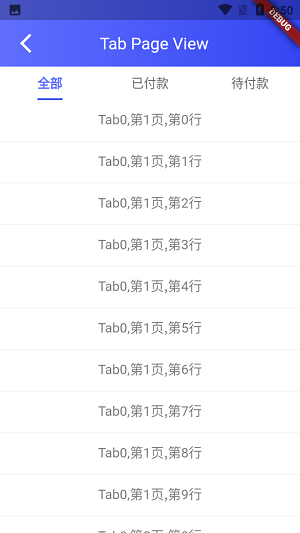 :50
DEBUG
Tab Page View
全部 已付款 待付款
Tab0,第1页,第0行
Tab0,第1页,第1行
Tab0,第1页,第2行
Tab0,第1页,第3行
Tab0,第1页,第4行
Tab0,第1页,第5行
Tab0,第1页,第6行
Tab0,第1页,第7行
Tab0,第1页,第8行
Tab0,第1页,第9行